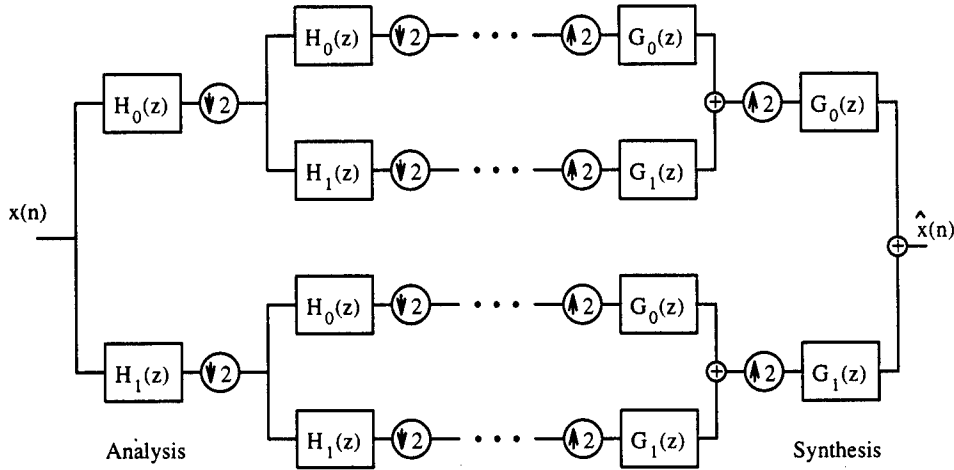 H₀(z) ↓2 · · · ↑2 G₀(z)
H₀(z) ↓2 + ↑2 G₀(z)
H₁(z) ↓2 · · · ↑2 G₁(z)
x(n) + x̂(n)
H₀(z) ↓2 · · · ↑2 G₀(z)
H₁(z) ↓2 + ↑2 G₁(z)
H₁(z) ↓2 · · · ↑2 G₁(z)
Analysis Synthesis